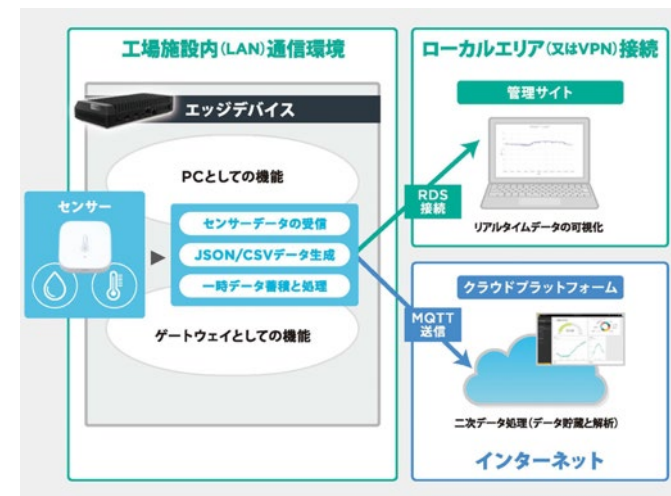 工場施設内(LAN)通信環境
エッジデバイス
PCとしての機能
センサー
センサーデータの受信
JSON/CSVデータ生成
一時データ蓄積と処理
ゲートウェイとしての機能
ローカルエリア(又はVPN)接続
管理サイト
RDS
接続
リアルタイムデータの可視化
クラウドプラットフォーム
MQTT
送信
二次データ処理(データ貯蔵と解析)
インターネット